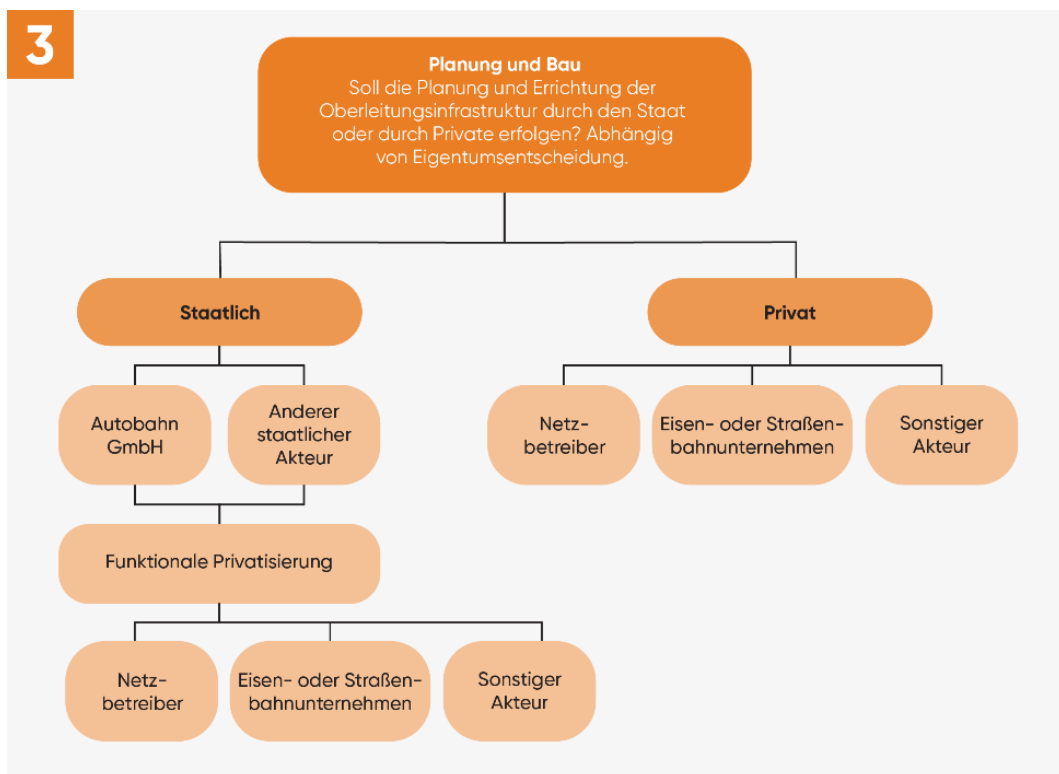 3
Planung und Bau
Soll die Planung und Errichtung der
Oberleitungsinfrastruktur durch den Staat
oder durch Private erfolgen? Abhängig
von Eigentumsentscheidung.
Staatlich
Privat
Autobahn
GmbH
Anderer
staatlicher
Akteur
Netz-
betreiber
Eisen- oder Straßen-
bahnunternehmen
Sonstiger
Akteur
Funktionale Privatisierung
Netz-
betreiber
Eisen- oder Straßen-
bahnunternehmen
Sonstiger
Akteur